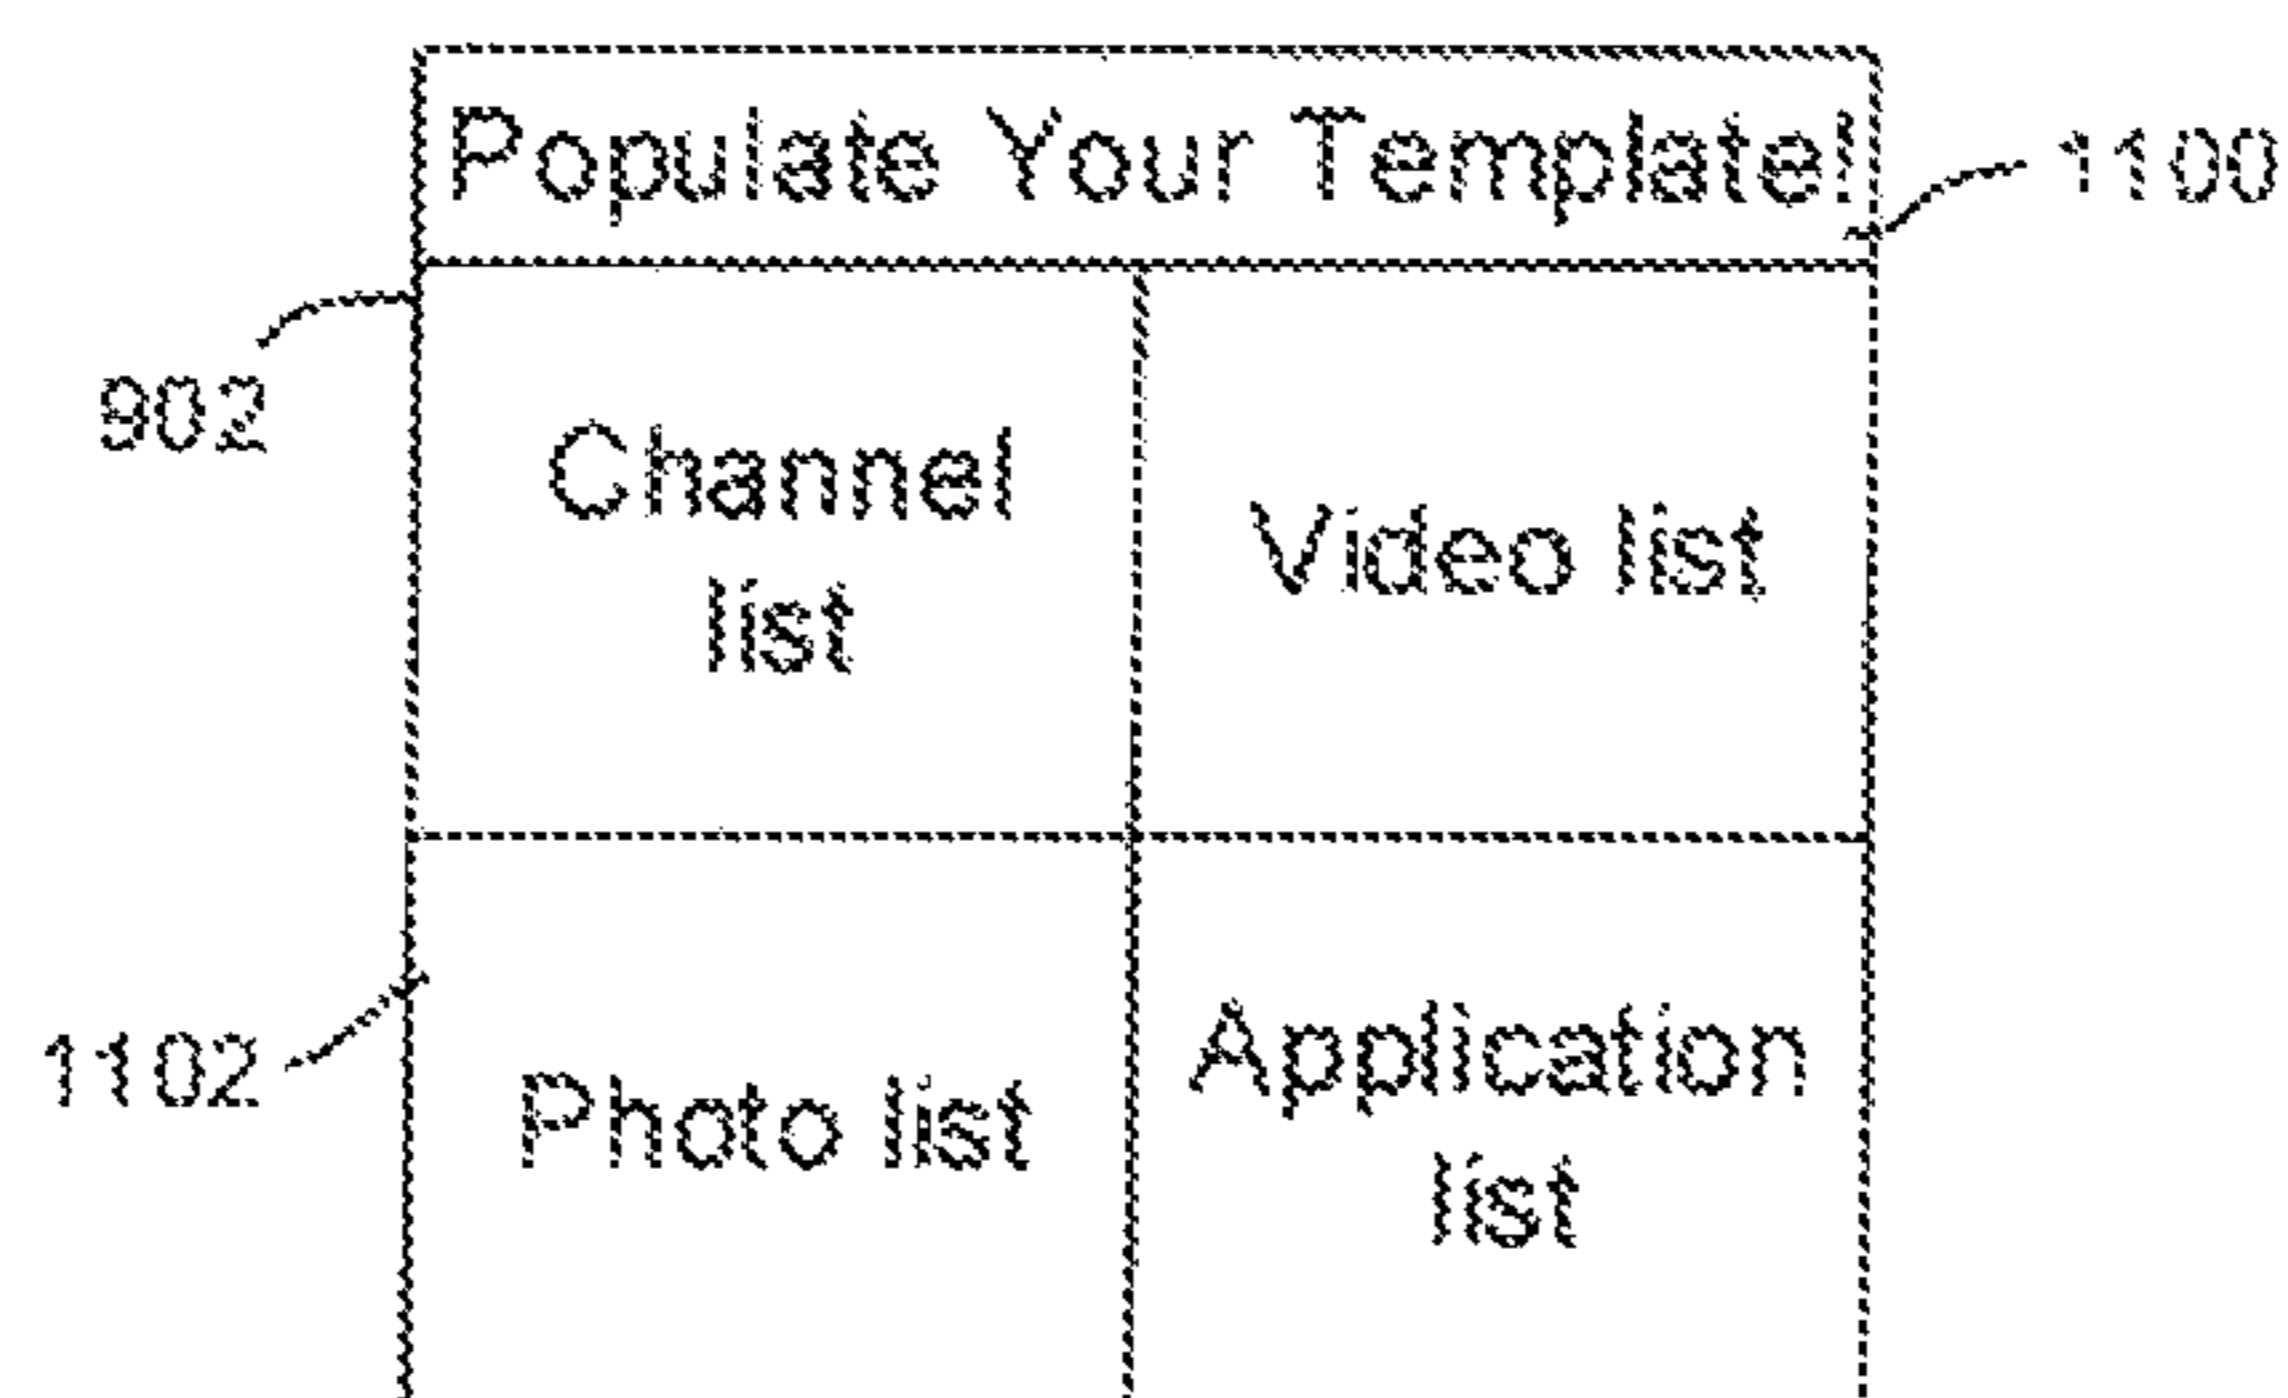 Populate Your Template!
1100
902
Channel
list
Video list
1102
Photo list
Application
list